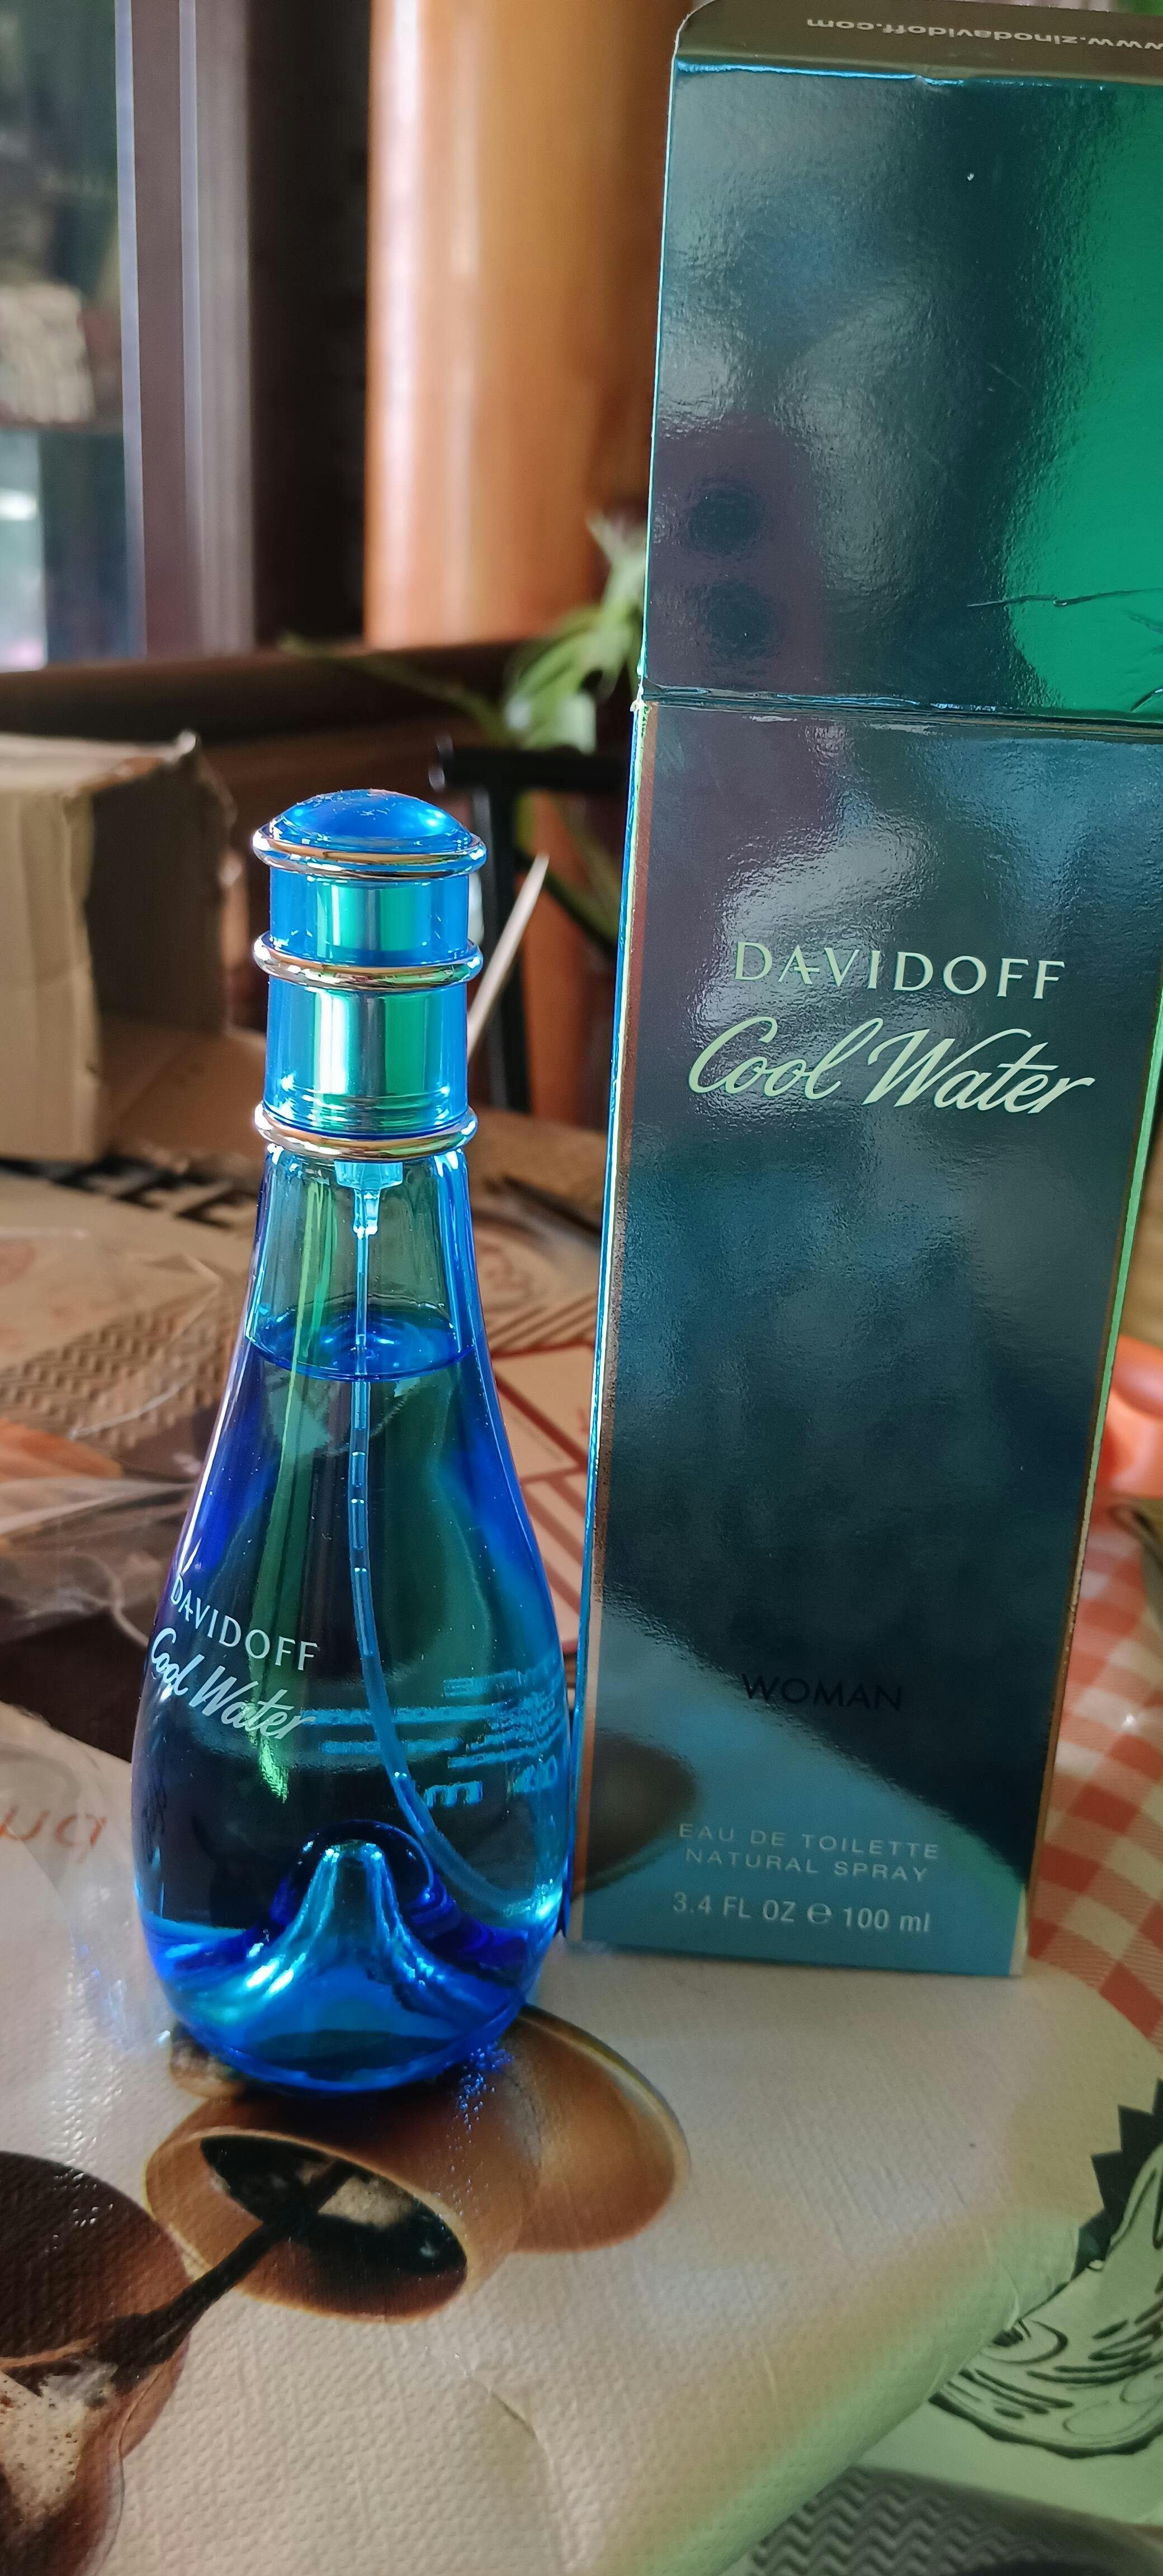 www.zinodavidoff.com
DAVIDOFF
Cool Water
WOMAN
EAU DE TOILETTE
NATURAL SPRAY
3.4 FL OZ ℮ 100 ml
DAVIDOFF
Cool Water